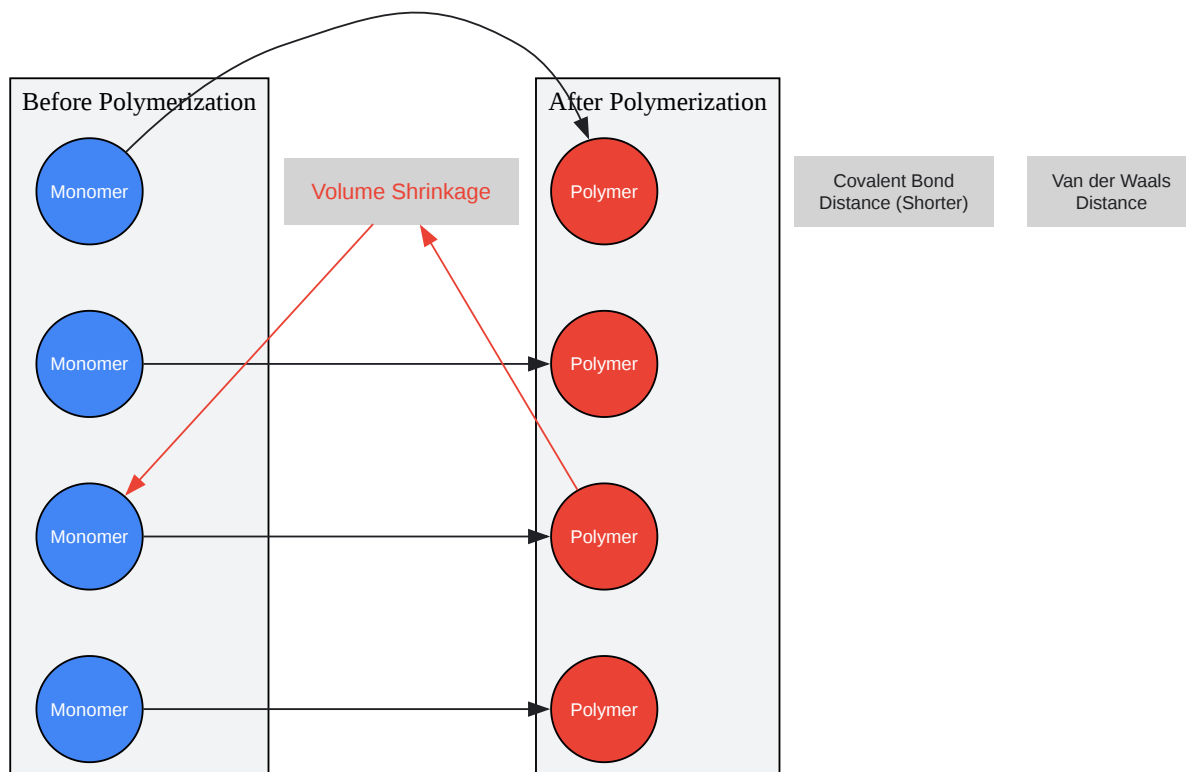 Before Polymerization
After Polymerization
Monomer
Volume Shrinkage
Polymer
Covalent Bond
Distance (Shorter)
Van der Waals
Distance
Monomer
Polymer
Monomer
Polymer
Monomer
Polymer